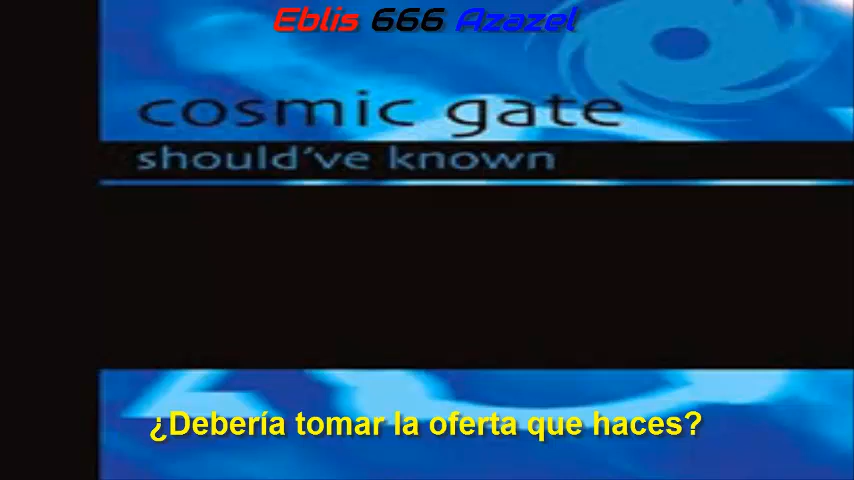 Eblis 666 Azazel
cosmic gate
should've known
¿Debería tomar la oferta que haces?